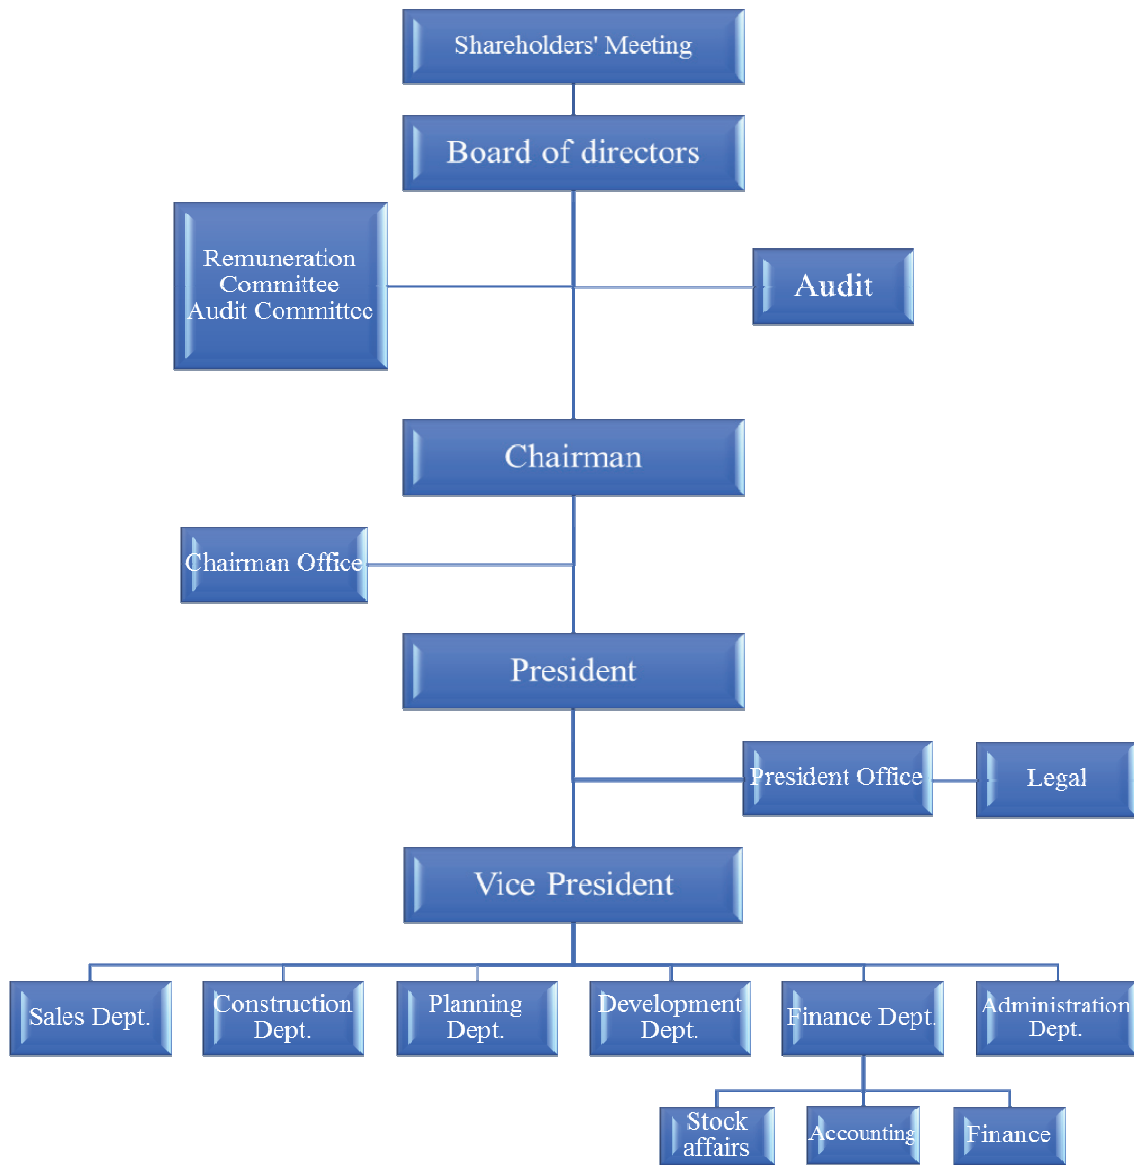 Shareholders' Meeting
Board of directors
Remuneration
Committee
Audit Committee
Audit
Chairman
Chairman Office
President
President Office
Legal
Vice President
Sales Dept.
Construction
Dept.
Planning
Dept.
Development
Dept.
Finance Dept.
Administration
Dept.
Stock
affairs
Accounting
Finance